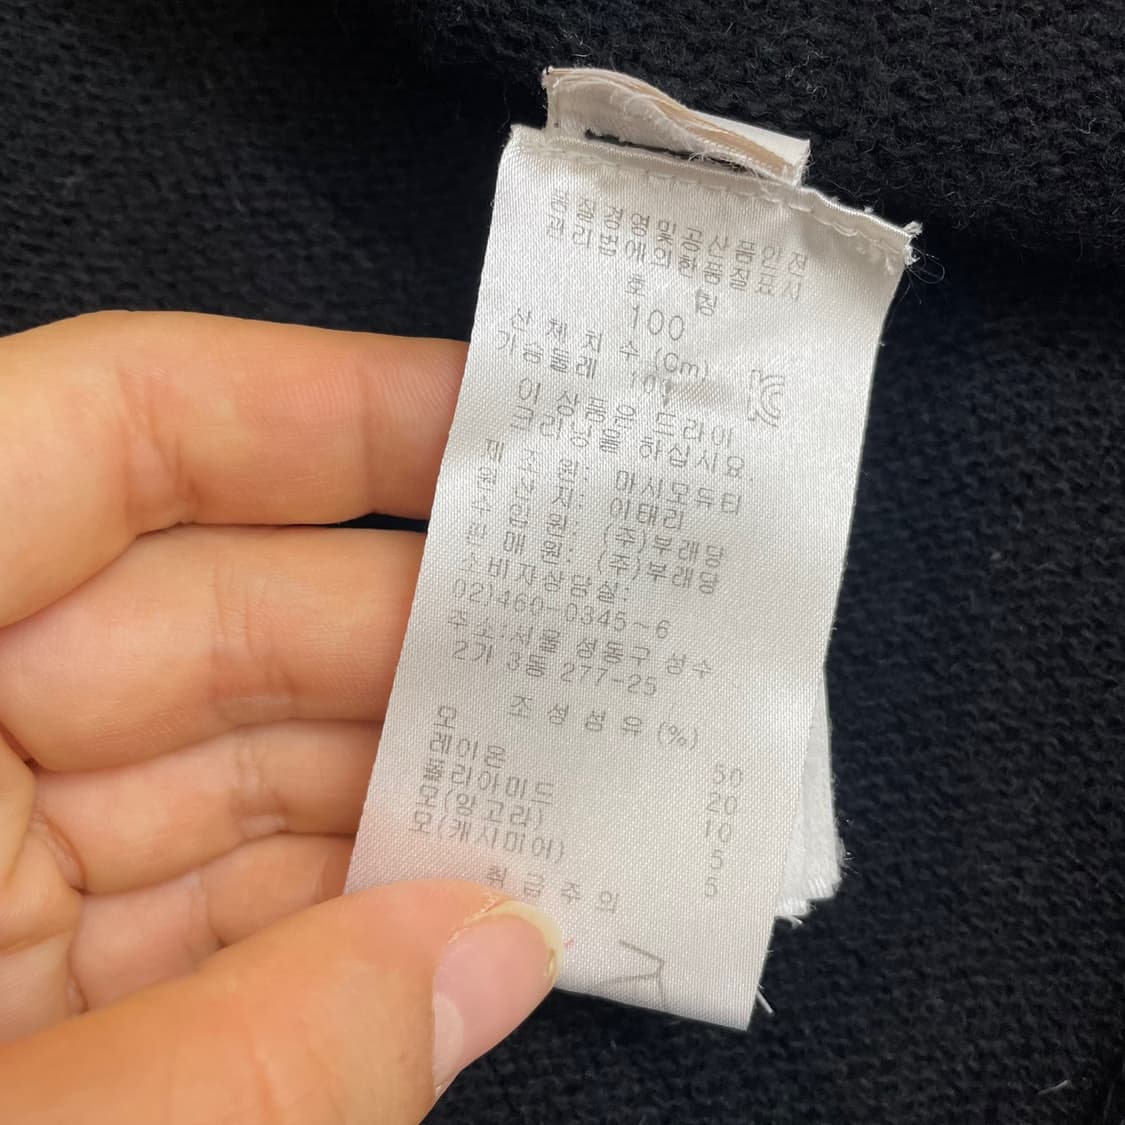 품질경영및공산품안전
관리법에의한품질표시
호 칭
100
신 체 치 수 (Cm)
가슴둘레 100
이 상품은 드라이
크리닝을 하십시요.
제 조 원: 마시모듀티
원 산 지: 이태리
수 입 원: (주)부래당
판 매 원: (주)부래당
소비자상담실:
02)460-0345~6
주소:서울 성동구 성수
2가 3동 277-25
조 성 섬 유 (%)
모 50
레이온 20
폴리아미드 10
모(앙고라) 5
모(캐시미어) 5
취 급 주 의